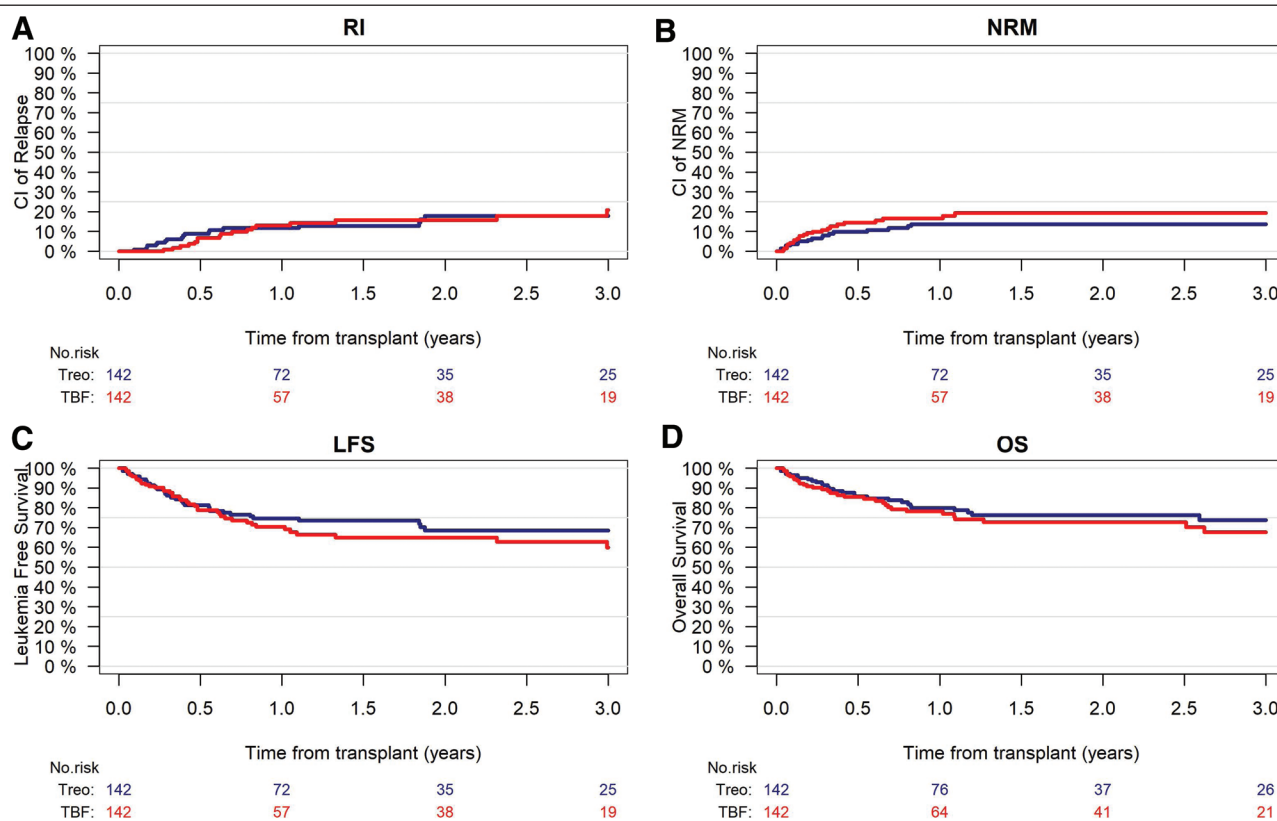 A
RI
CI of Relapse
100 %
90 %
80 %
70 %
60 %
50 %
40 %
30 %
20 %
10 %
0 %
0.0 0.5 1.0 1.5 2.0 2.5 3.0
Time from transplant (years)
No.risk
Treo: 142 72 35 25
TBF: 142 57 38 19
B
NRM
CI of NRM
100 %
90 %
80 %
70 %
60 %
50 %
40 %
30 %
20 %
10 %
0 %
0.0 0.5 1.0 1.5 2.0 2.5 3.0
Time from transplant (years)
No.risk
Treo: 142 72 35 25
TBF: 142 57 38 19
C
LFS
Leukemia Free Survival
100 %
90 %
80 %
70 %
60 %
50 %
40 %
30 %
20 %
10 %
0 %
0.0 0.5 1.0 1.5 2.0 2.5 3.0
Time from transplant (years)
No.risk
Treo: 142 72 35 25
TBF: 142 57 38 19
D
OS
Overall Survival
100 %
90 %
80 %
70 %
60 %
50 %
40 %
30 %
20 %
10 %
0 %
0.0 0.5 1.0 1.5 2.0 2.5 3.0
Time from transplant (years)
No.risk
Treo: 142 76 37 26
TBF: 142 64 41 21